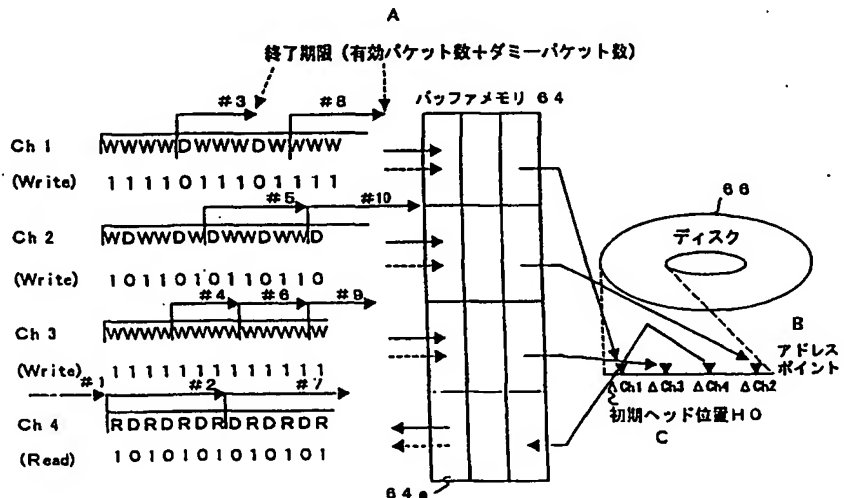 A
終了期限（有効パケット数＋ダミーパケット数）
#3 #8
バッファメモリ 64
Ch 1 WWWWDWWWDWWWW
(Write) 1111011101111
#5 #10
66
ディスク
Ch 2 WDWWDWDWWDWWD
(Write) 1011010110110
#4 #6 #9
Ch 3 WWWWWWWWWWWWW
B
アドレス
ポイント
(Write) 1111111111111
#1 #2 #7
△Ch1 △Ch3 △Ch4 △Ch2
初期ヘッド位置H0
Ch 4 RDRDRDRDRDRDR
C
(Read) 1010101010101
64a